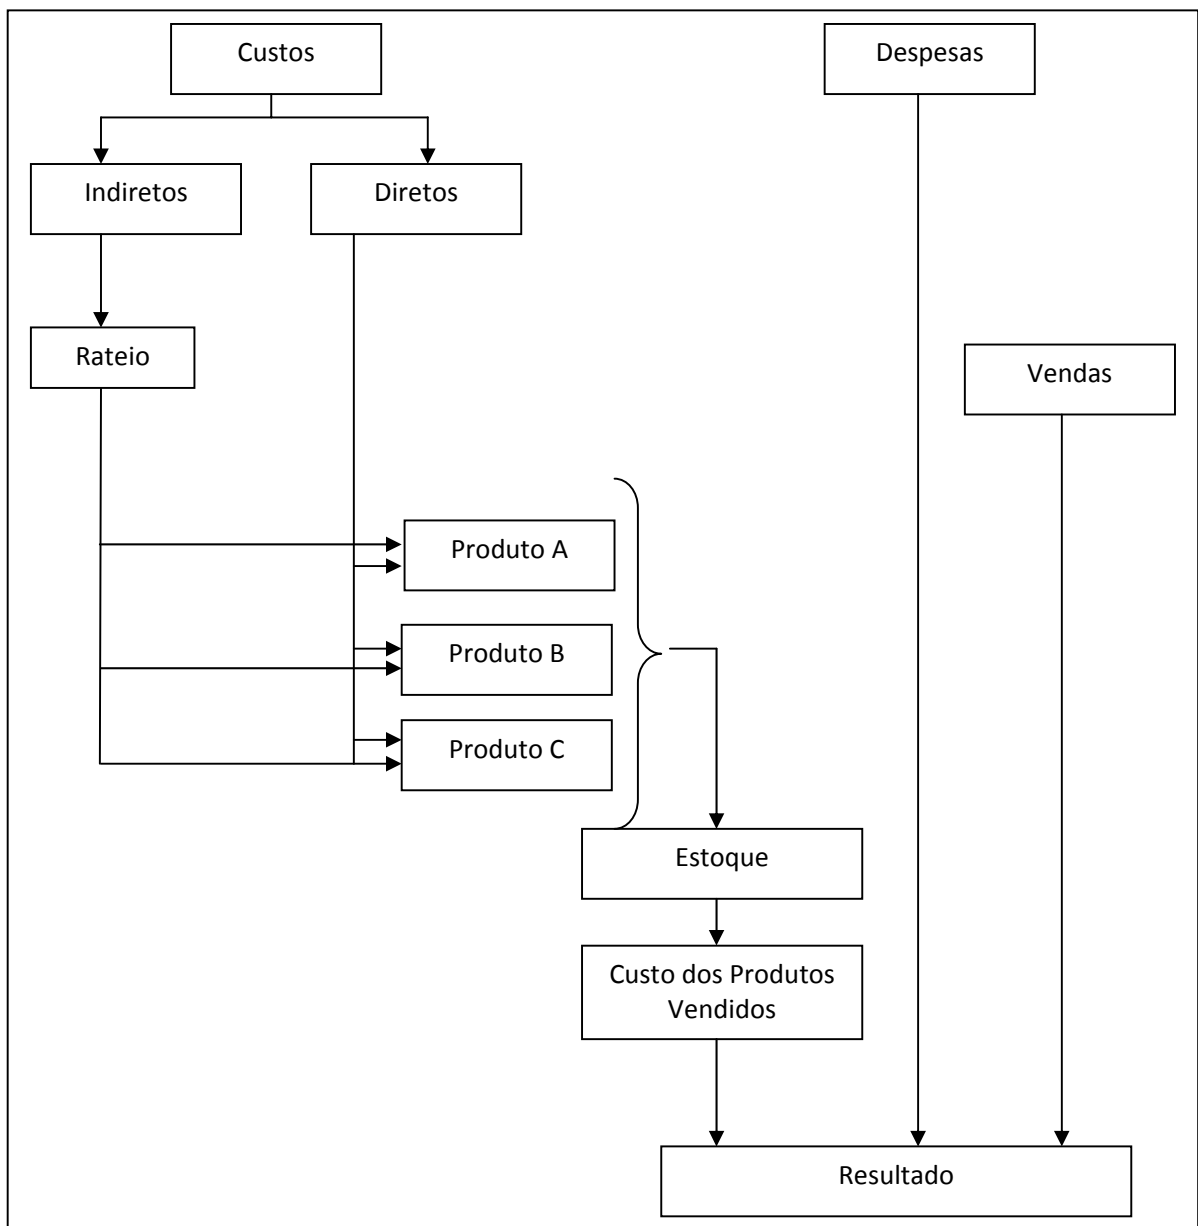 Custos
Despesas
Indiretos
Diretos
Rateio
Vendas
Produto A
Produto B
Produto C
Estoque
Custo dos Produtos
Vendidos
Resultado